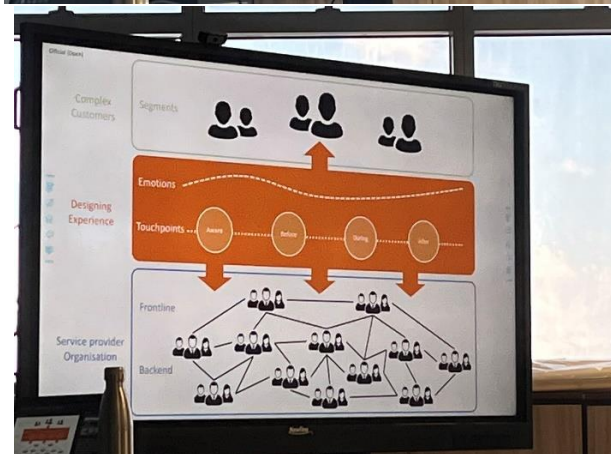 Official (Open)
Complex
Customers
Segments
Emotions
Designing
Experience
Touchpoints
Aware
Before
During
After
Frontline
Service provider
Organisation
Backend